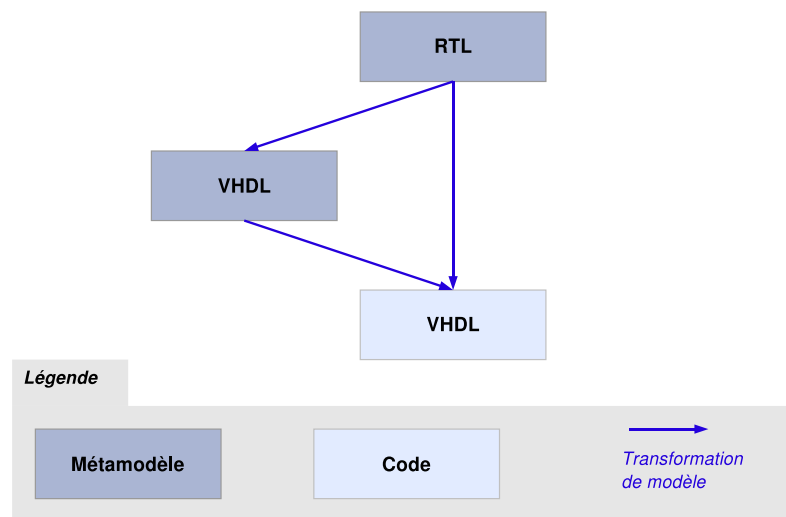 RTL
VHDL
VHDL
Légende
Métamodèle
Code
Transformation
de modèle